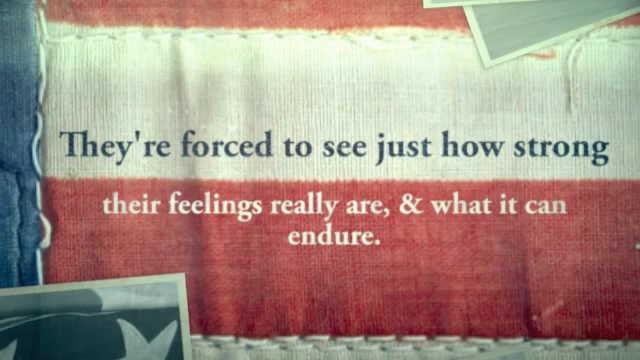 They're forced to see just how strong
their feelings really are, & what it can
endure.